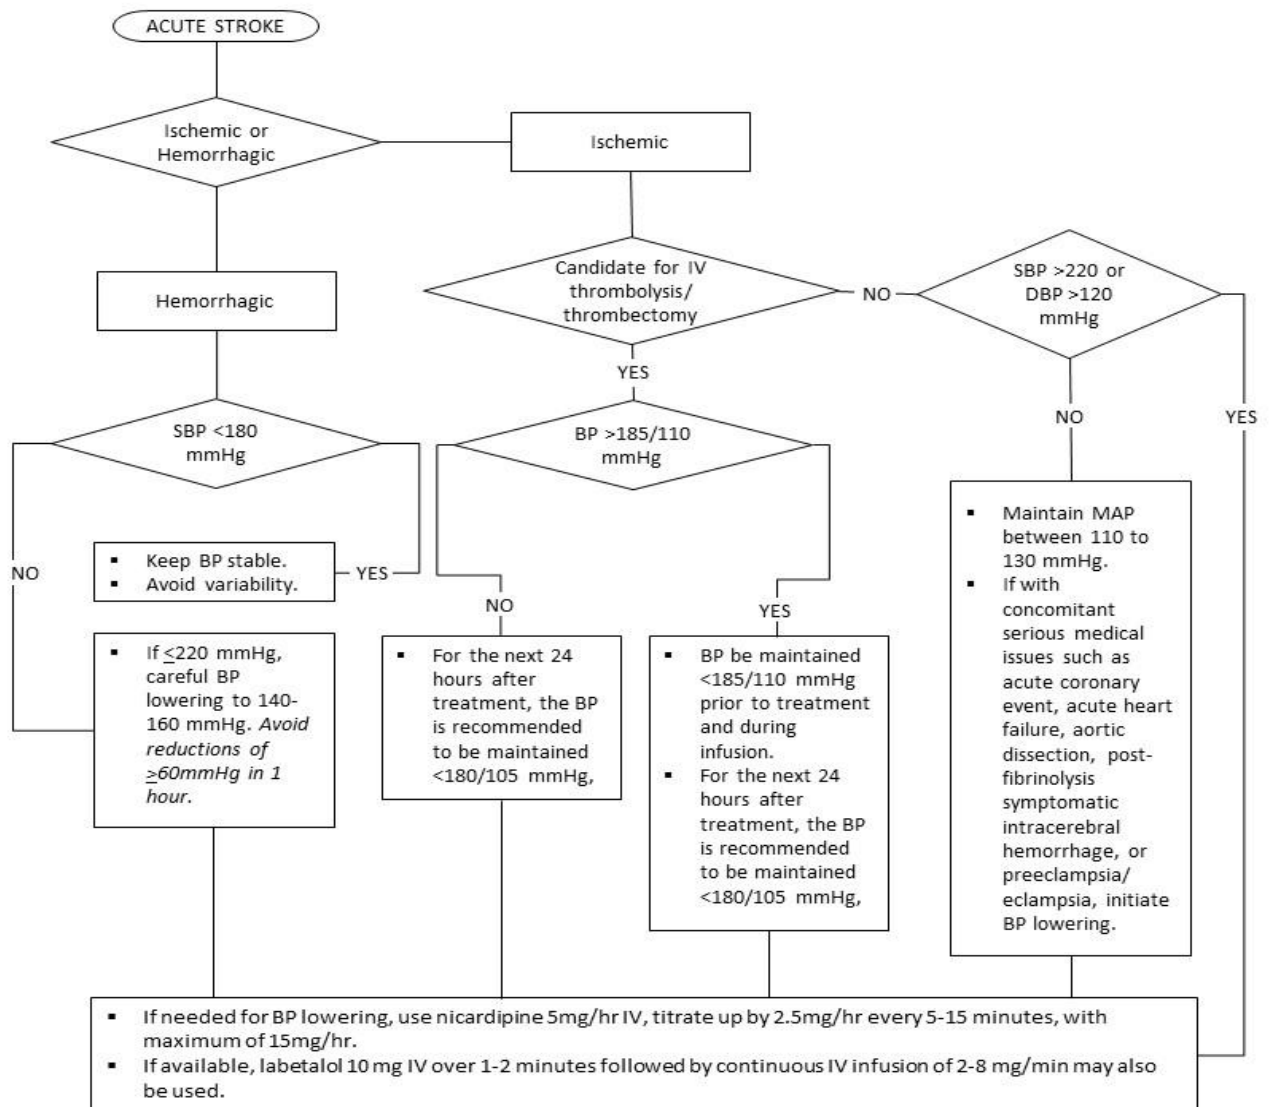 ACUTE STROKE
Ischemic or
Hemorrhagic
Ischemic
Hemorrhagic
Candidate for IV
thrombolysis/
thrombectomy
NO
SBP >220 or
DBP >120
mmHg
YES
NO
YES
SBP <180
mmHg
BP >185/110
mmHg
NO
▪ Keep BP stable.
▪ Avoid variability.
YES
NO
YES
▪ If ≤220 mmHg,
careful BP
lowering to 140-
160 mmHg. Avoid
reductions of
≥60mmHg in 1
hour.
▪ For the next 24
hours after
treatment, the BP
is recommended
to be maintained
<180/105 mmHg,
▪ BP be maintained
<185/110 mmHg
prior to treatment
and during
infusion.
▪ For the next 24
hours after
treatment, the BP
is recommended
to be maintained
<180/105 mmHg,
▪ Maintain MAP
between 110 to
130 mmHg.
▪ If with
concomitant
serious medical
issues such as
acute coronary
event, acute heart
failure, aortic
dissection, post-
fibrinolysis
symptomatic
intracerebral
hemorrhage, or
preeclampsia/
eclampsia, initiate
BP lowering.
▪ If needed for BP lowering, use nicardipine 5mg/hr IV, titrate up by 2.5mg/hr every 5-15 minutes, with
maximum of 15mg/hr.
▪ If available, labetalol 10 mg IV over 1-2 minutes followed by continuous IV infusion of 2-8 mg/min may also
be used.